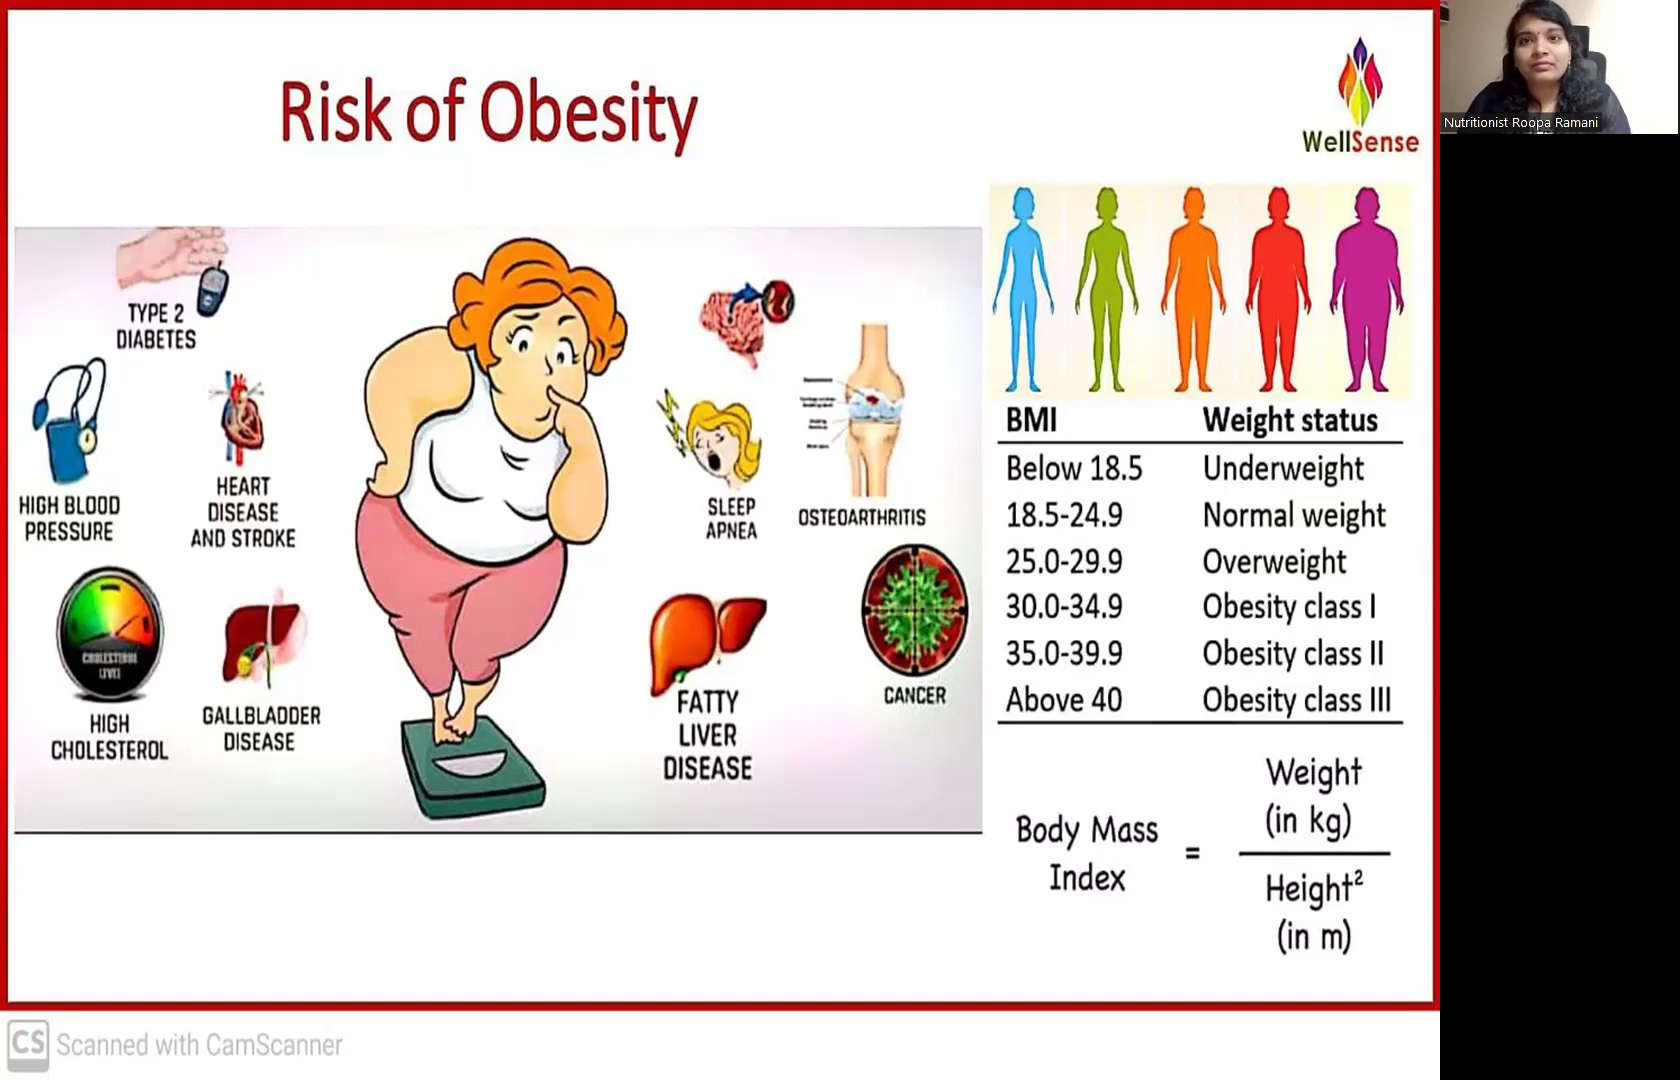 Risk of Obesity
WellSense
Nutritionist Roopa Ramani
TYPE 2
DIABETES
HIGH BLOOD
PRESSURE
HEART
DISEASE
AND STROKE
CHOLESTEROL
LEVEL
HIGH
CHOLESTEROL
GALLBLADDER
DISEASE
SLEEP
APNEA
OSTEOARTHRITIS
FATTY
LIVER
DISEASE
CANCER
BMI Weight status
Below 18.5 Underweight
18.5-24.9 Normal weight
25.0-29.9 Overweight
30.0-34.9 Obesity class I
35.0-39.9 Obesity class II
Above 40 Obesity class III
Body Mass
Index
=
Weight
(in kg)
Height²
(in m)
CS Scanned with CamScanner